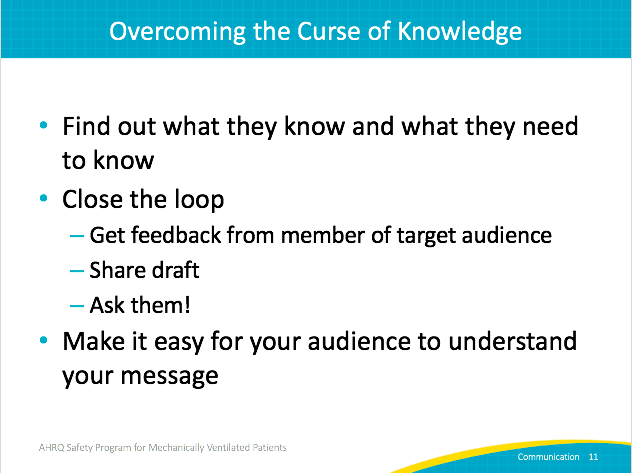 Overcoming the Curse of Knowledge
• Find out what they know and what they need
to know
• Close the loop
– Get feedback from member of target audience
– Share draft
– Ask them!
• Make it easy for your audience to understand
your message
AHRQ Safety Program for Mechanically Ventilated Patients
Communication 11